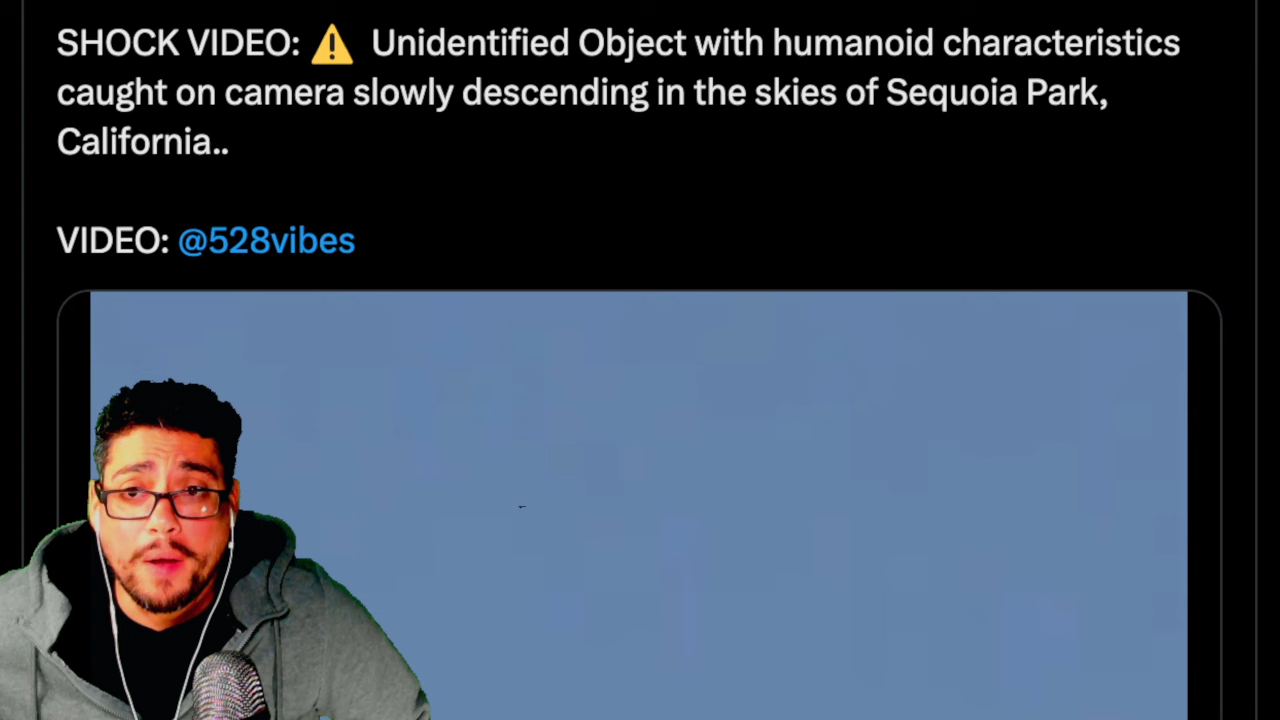 SHOCK VIDEO: ⚠️ Unidentified Object with humanoid characteristics
caught on camera slowly descending in the skies of Sequoia Park,
California..
VIDEO: @528vibes